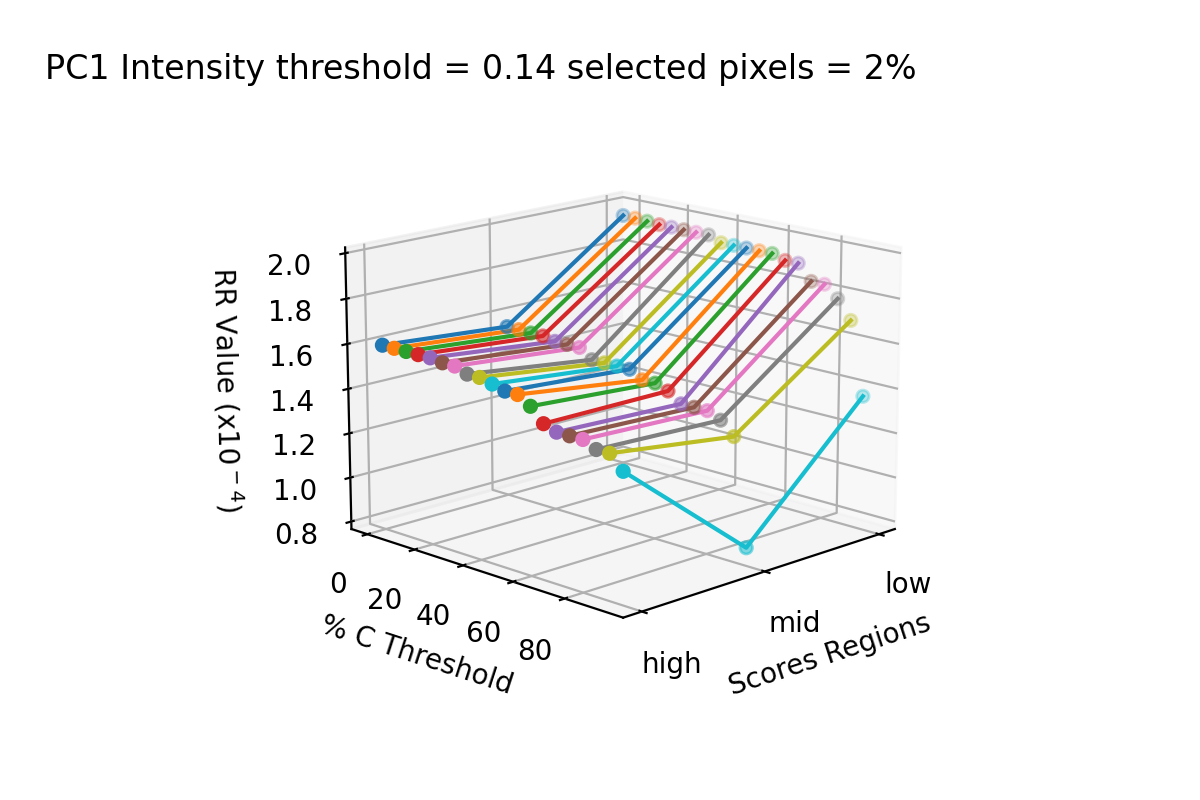 PC1 Intensity threshold = 0.14 selected pixels = 2%
RR Value (x10⁻⁴)
2.0
1.8
1.6
1.4
1.2
1.0
0.8
0
20
40
60
80
% C Threshold
high
mid
low
Scores Regions